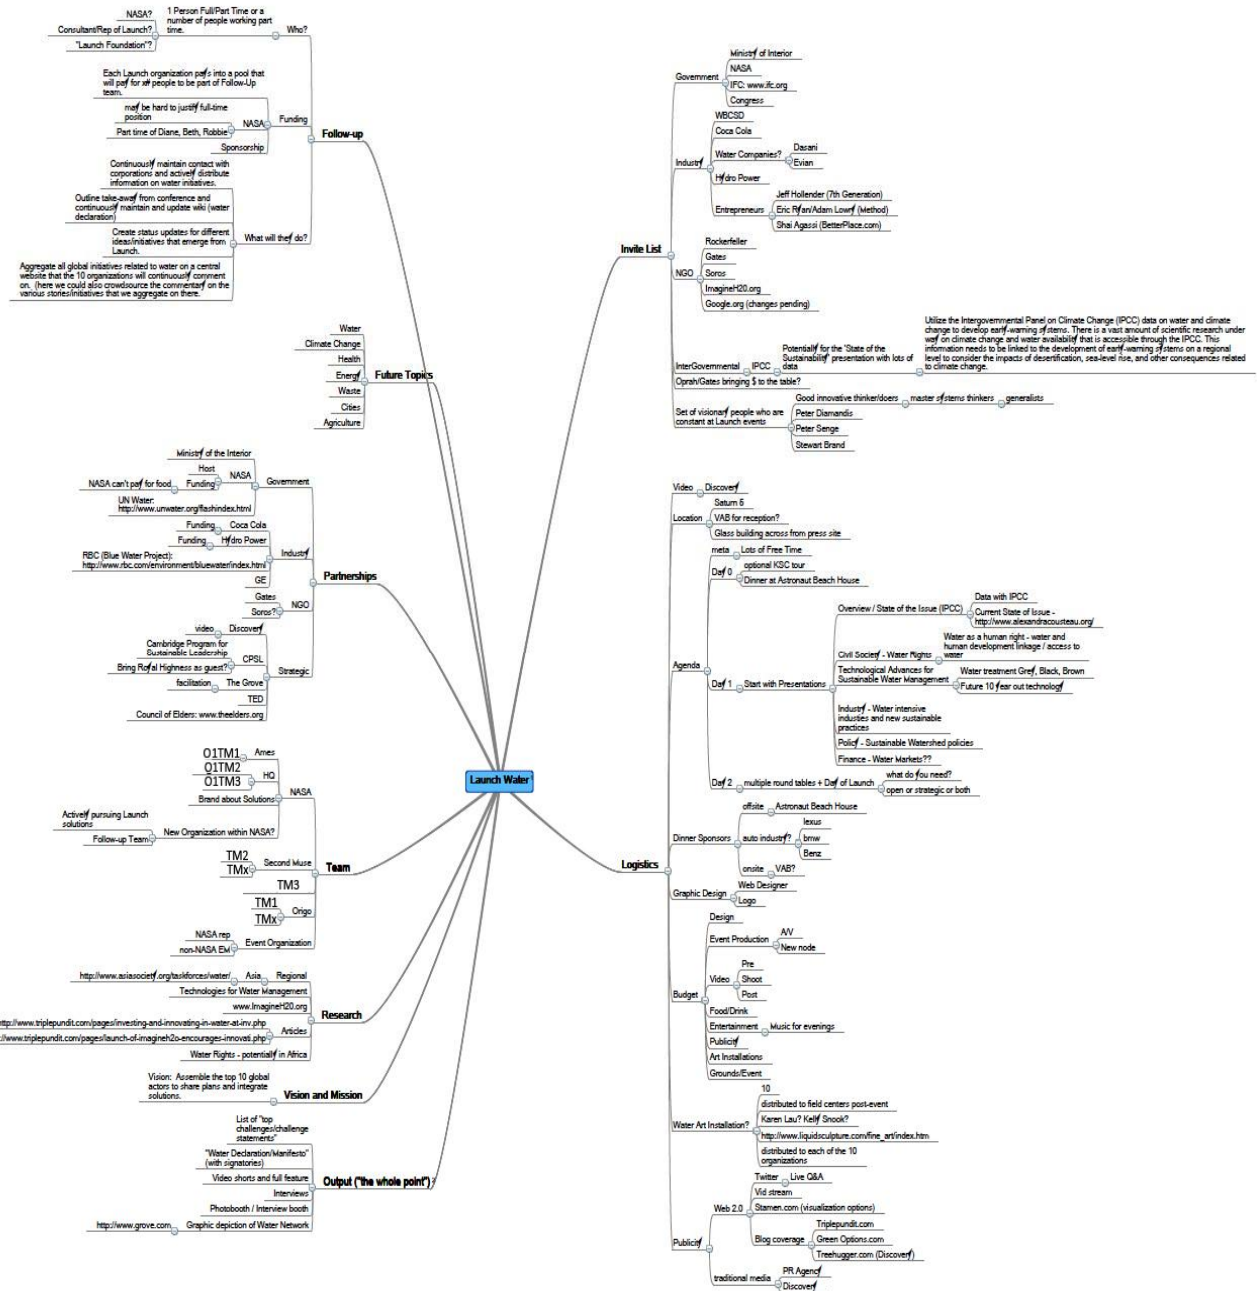 NASA?
Consultant/Rep of Launch?
"Launch Foundation"?
1 Person Full/Part Time or a
number of people working part
time.
Who?
Each Launch organization pays into a pool that
will pay for x# people to be part of Follow-Up
team.
may be hard to justify full-time
position
Part time of Diane, Beth, Robbie
NASA
Sponsorship
Funding
Continuously maintain contact with
corporations and actively distribute
information on water initiatives.
Outline take-away from conference and
continuously maintain and update wiki (water
declaration)
Create status updates for different
ideas/initiatives that emerge from
Launch.
Aggregate all global initiatives related to water on a central
website that the 10 organizations will continuously comment
on. (here we could also crowdsource the commentary on the
various stories/initiatives that we aggregate on there.
What will they do?
Follow-up
Water
Climate Change
Health
Energy
Waste
Cities
Agriculture
Future Topics
Ministry of the Interior
Host
NASA can't pay for food
Funding
NASA
UN Water:
http://www.unwater.org/flashindex.html
Government
Funding
Coca Cola
Funding
Hydro Power
RBC (Blue Water Project):
http://www.rbc.com/environment/bluewater/index.html
GE
Industry
Gates
Soros?
NGO
video
Discovery
Cambridge Program for
Sustainable Leadership
Bring Royal Highness as guest?
CPSL
facilitation
The Grove
TED
Council of Elders: www.theelders.org
Strategic
Partnerships
O1TM1
Ames
O1TM2
O1TM3
HQ
Brand about Solutions
Actively pursuing Launch
solutions
Follow-up Team
New Organization within NASA?
NASA
TM2
TMx
Second Muse
TM3
TM1
TMx
Origo
NASA rep
non-NASA EM
Event Organization
Team
http://www.asiasociety.org/taskforces/water/
Asia
Regional
Technologies for Water Management
www.ImagineH20.org
http://www.triplepundit.com/pages/investing-and-innovating-in-water-at-inv.php
://www.triplepundit.com/pages/launch-of-imagineh2o-encourages-innovati.php
Articles
Water Rights - potentially in Africa
Research
Vision: Assemble the top 10 global
actors to share plans and integrate
solutions.
Vision and Mission
List of "top
challenges/challenge
statements"
"Water Declaration/Manifesto"
(with signatories)
Video shorts and full feature
Interviews
Photobooth / Interview booth
http://www.grove.com
Graphic depiction of Water Network
Output ("the whole point")
Launch Water
Invite List
Government
Ministry of Interior
NASA
IFC: www.ifc.org
Congress
Industry
WBCSD
Coca Cola
Water Companies?
Dasani
Evian
Hydro Power
Entrepreneurs
Jeff Hollender (7th Generation)
Eric Ryan/Adam Lowry (Method)
Shai Agassi (BetterPlace.com)
NGO
Rockerfeller
Gates
Soros
ImagineH20.org
Google.org (changes pending)
InterGovernmental
IPCC
Potentially for the 'State of the
Sustainability' presentation with lots of
data
Utilize the Intergovernmental Panel on Climate Change (IPCC) data on water and climate
change to develop early-warning systems. There is a vast amount of scientific research under
way on climate change and water availability that is accessible through the IPCC. This
information needs to be linked to the development of early-warning systems on a regional
level to consider the impacts of desertification, sea-level rise, and other consequences related
to climate change.
Oprah/Gates bringing $ to the table?
Set of visionary people who are
constant at Launch events
Good innovative thinker/doers
master systems thinkers
generalists
Peter Diamandis
Peter Senge
Stewart Brand
Logistics
Video
Discovery
Location
Saturn 5
VAB for reception?
Glass building across from press site
Agenda
meta
Lots of Free Time
Day 0
optional KSC tour
Dinner at Astronaut Beach House
Day 1
Start with Presentations
Overview / State of the Issue (IPCC)
Data with IPCC
Current State of Issue -
http://www.alexandracousteau.org/
Civil Society - Water Rights
Water as a human right - water and
human development linkage / access to
water
Technological Advances for
Sustainable Water Management
Water treatment Grey, Black, Brown
Future 10 year out technology
Industry - Water intensive
industies and new sustainable
practices
Policy - Sustainable Watershed policies
Finance - Water Markets??
Day 2
multiple round tables + Day of Launch
what do you need?
open or strategic or both
Dinner Sponsors
offsite
Astronaut Beach House
auto industry?
lexus
bmw
Benz
onsite
VAB?
Graphic Design
Web Designer
Logo
Budget
Design
Event Production
A/V
New node
Video
Pre
Shoot
Post
Food/Drink
Entertainment
Music for evenings
Publicity
Art Installations
Grounds/Event
Water Art Installation?
10
distributed to field centers post-event
Karen Lau? Kelly Snook?
http://www.liquidsculpture.com/fine_art/index.htm
distributed to each of the 10
organizations
Publicity
Web 2.0
Twitter
Live Q&A
Vid stream
Stamen.com (visualization options)
Blog coverage
Triplepundit.com
Green Options.com
Treehugger.com (Discovery)
traditional media
PR Agency
Discovery